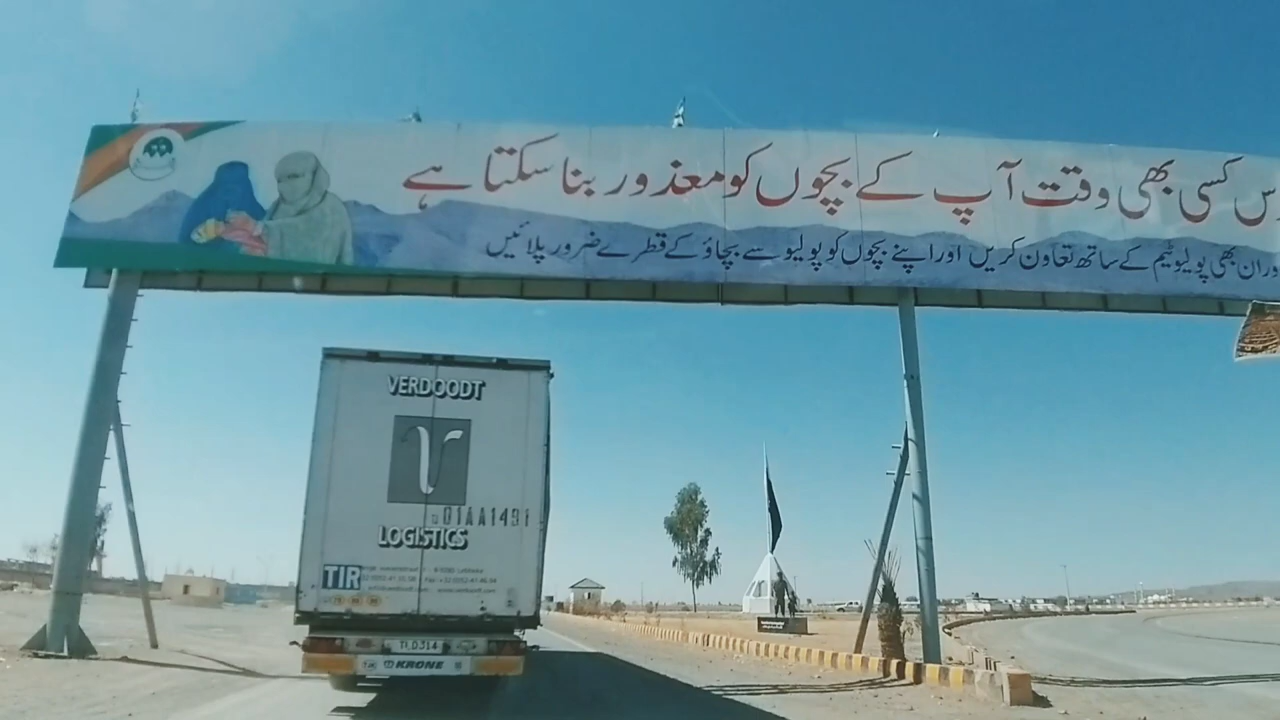 کسی بھی وقت آپ کے بچوں کو معذور بنا سکتا ہے
بھی پولیو ٹیم کے ساتھ تعاون کریں اور اپنے بچوں کو پولیو سے بچاؤ کے قطرے ضرور پلائیں
VERDOODT
V
01AA1491
LOGISTICS
TIR
KRONE